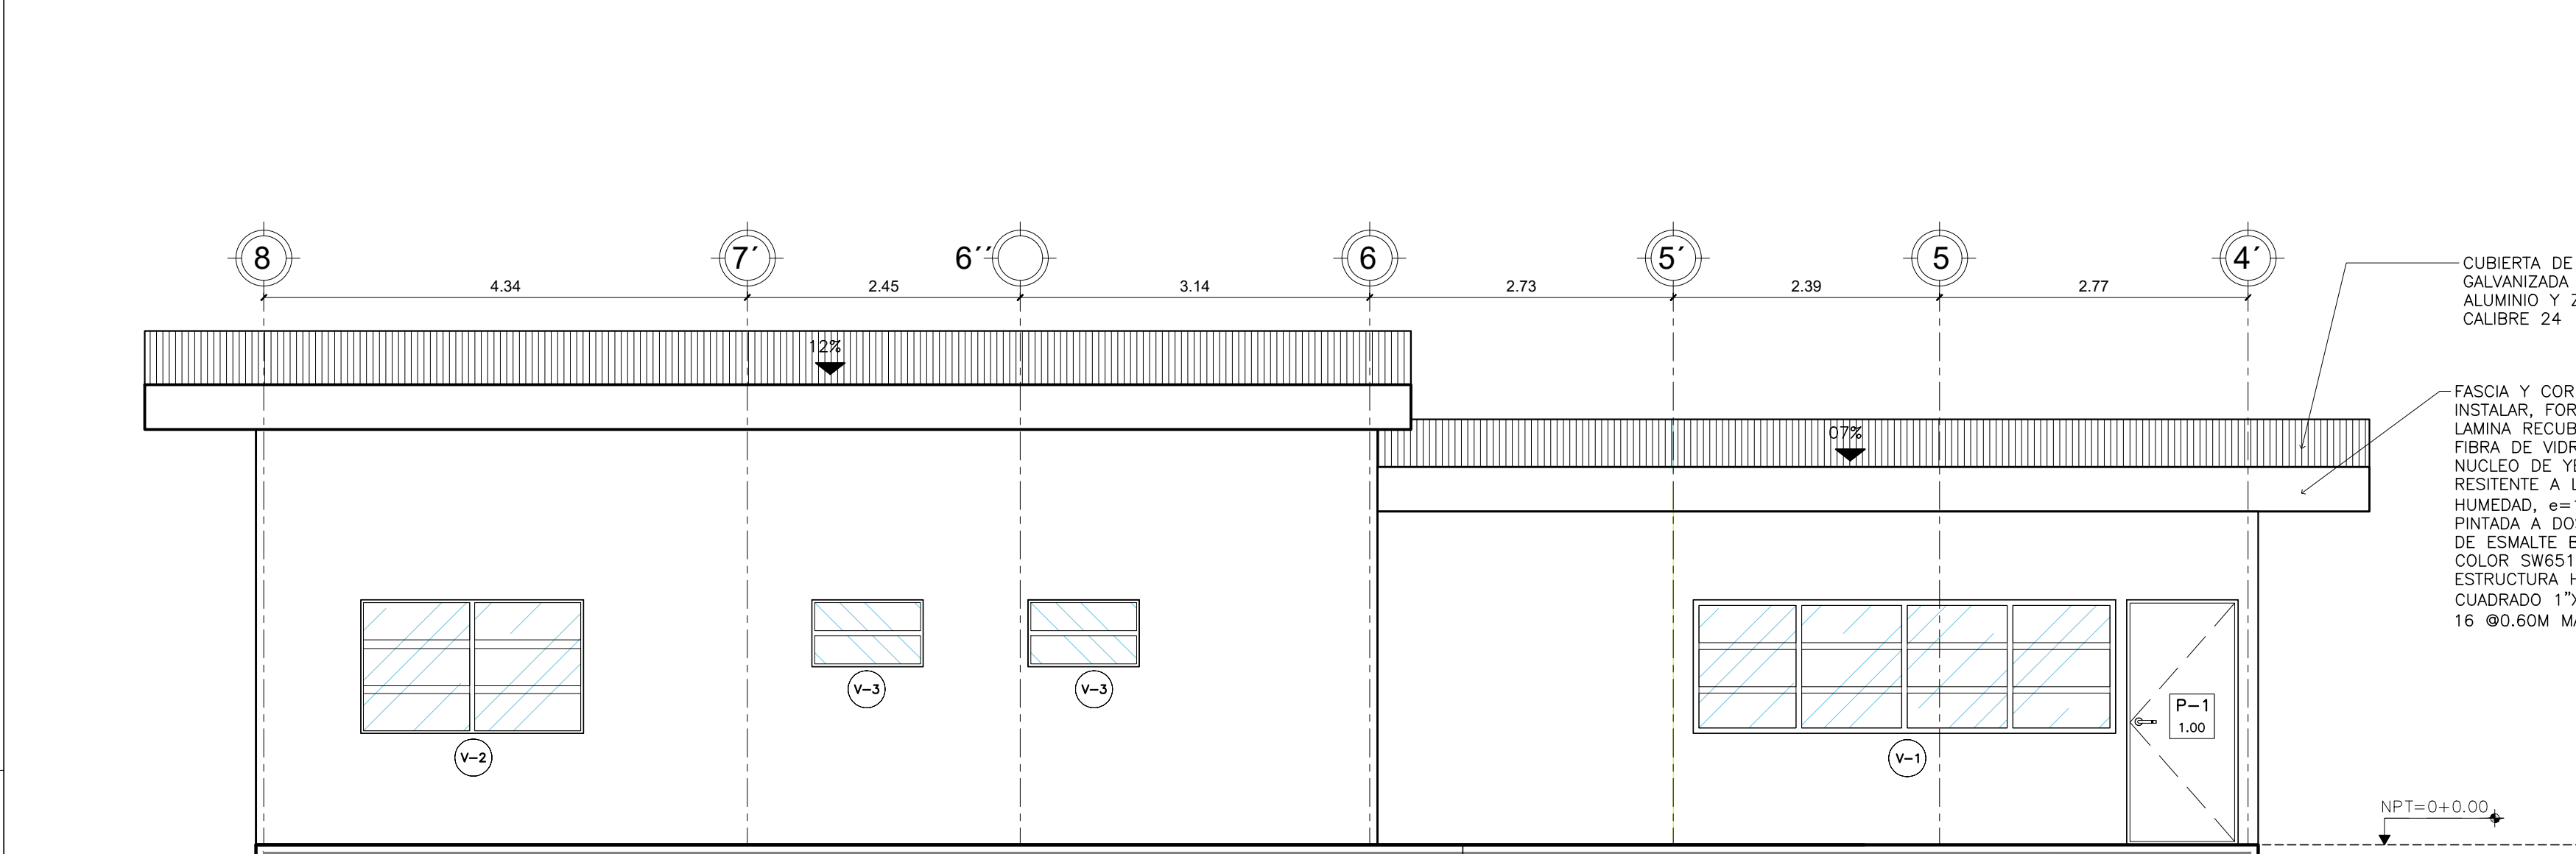 8 7´ 6´´ 6 5´ 5 4´
4.34 2.45 3.14 2.73 2.39 2.77
12%
07%
CUBIERTA DE
GALVANIZADA
ALUMINIO Y Z
CALIBRE 24
FASCIA Y COR
INSTALAR, FOR
LAMINA RECUB
FIBRA DE VIDR
NUCLEO DE YE
RESITENTE A L
HUMEDAD, e=1
PINTADA A DO
DE ESMALTE B
COLOR SW651
ESTRUCTURA H
CUADRADO 1"X
16 @0.60M MA
V-2
V-3
V-3
V-1
P-1
1.00
NPT=0+0.00